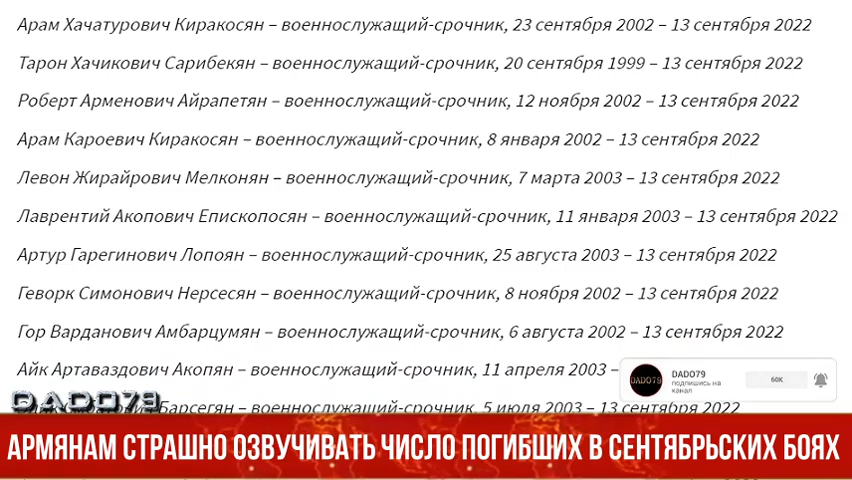 Арам Хачатурович Киракосян – военнослужащий-срочник, 23 сентября 2002 – 13 сентября 2022
Тарон Хачикович Сарибекян – военнослужащий-срочник, 20 сентября 1999 – 13 сентября 2022
Роберт Арменович Айрапетян – военнослужащий-срочник, 12 ноября 2002 – 13 сентября 2022
Арам Кароевич Киракосян – военнослужащий-срочник, 8 января 2002 – 13 сентября 2022
Левон Жирайрович Мелконян – военнослужащий-срочник, 7 марта 2003 – 13 сентября 2022
Лаврентий Акопович Епископосян – военнослужащий-срочник, 11 января 2003 – 13 сентября 2022
Артур Гарегинович Лопоян – военнослужащий-срочник, 25 августа 2003 – 13 сентября 2022
Геворк Симонович Нерсесян – военнослужащий-срочник, 8 ноября 2002 – 13 сентября 2022
Гор Варданович Амбарцумян – военнослужащий-срочник, 6 августа 2002 – 13 сентября 2022
Айк Артаваздович Акопян – военнослужащий-срочник, 11 апреля 2003 –
DADO79
DADO79
подпишись на
канал
60K
DADO79
Барсегян – военнослужащий-срочник, 5 июля 2003 – 13 сентября 2022
АРМЯНАМ СТРАШНО ОЗВУЧИВАТЬ ЧИСЛО ПОГИБШИХ В СЕНТЯБРЬСКИХ БОЯХ